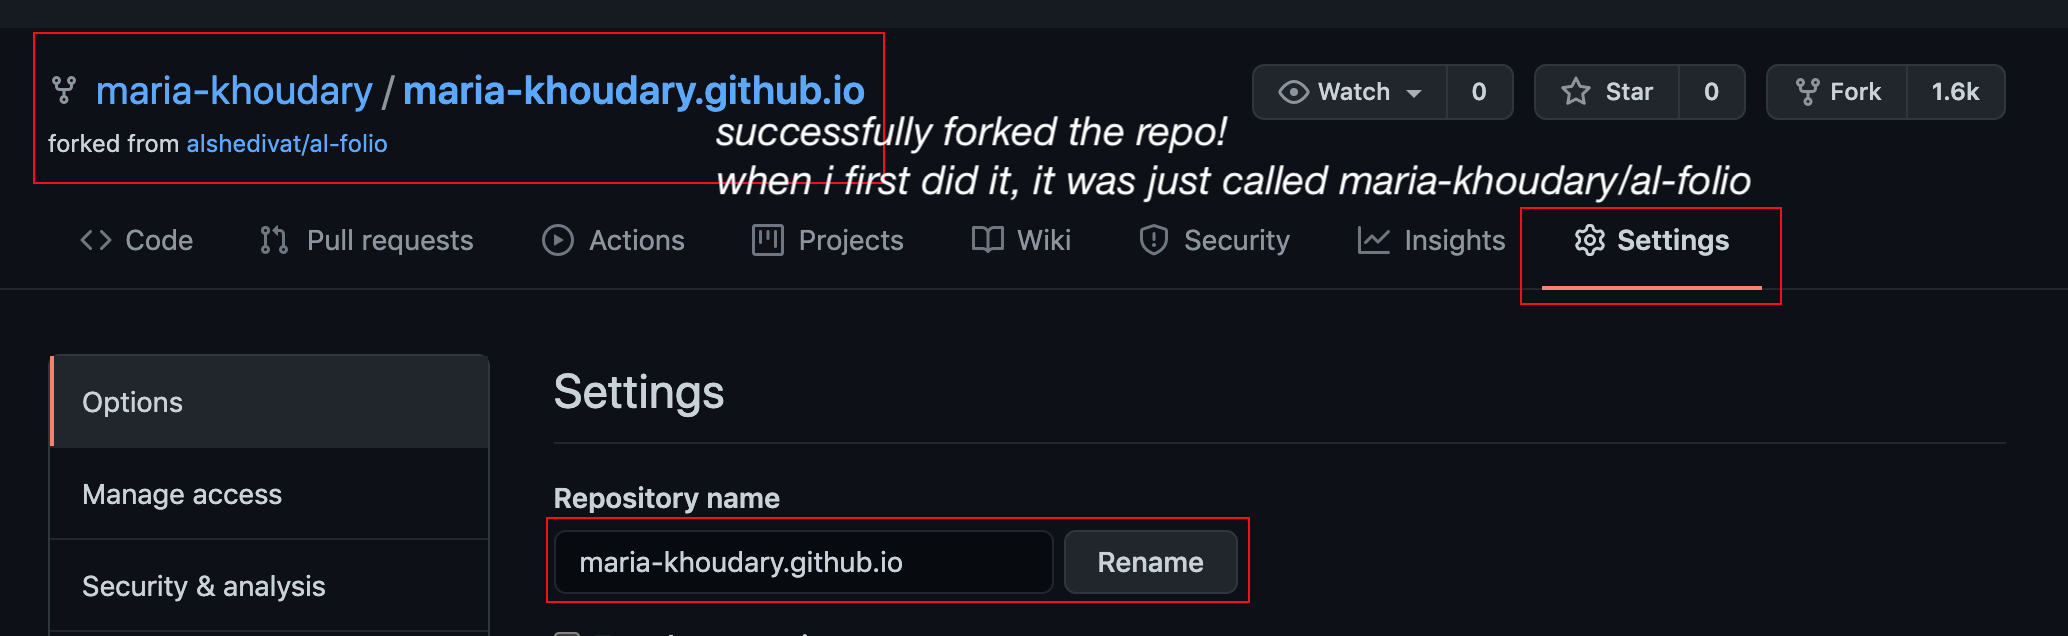 maria-khoudary / maria-khoudary.github.io
forked from alshedivat/al-folio
Watch 0 Star 0 Fork 1.6k
successfully forked the repo!
when i first did it, it was just called maria-khoudary/al-folio
Code Pull requests Actions Projects Wiki Security Insights Settings
Options
Manage access
Security & analysis
Settings
Repository name
maria-khoudary.github.io Rename